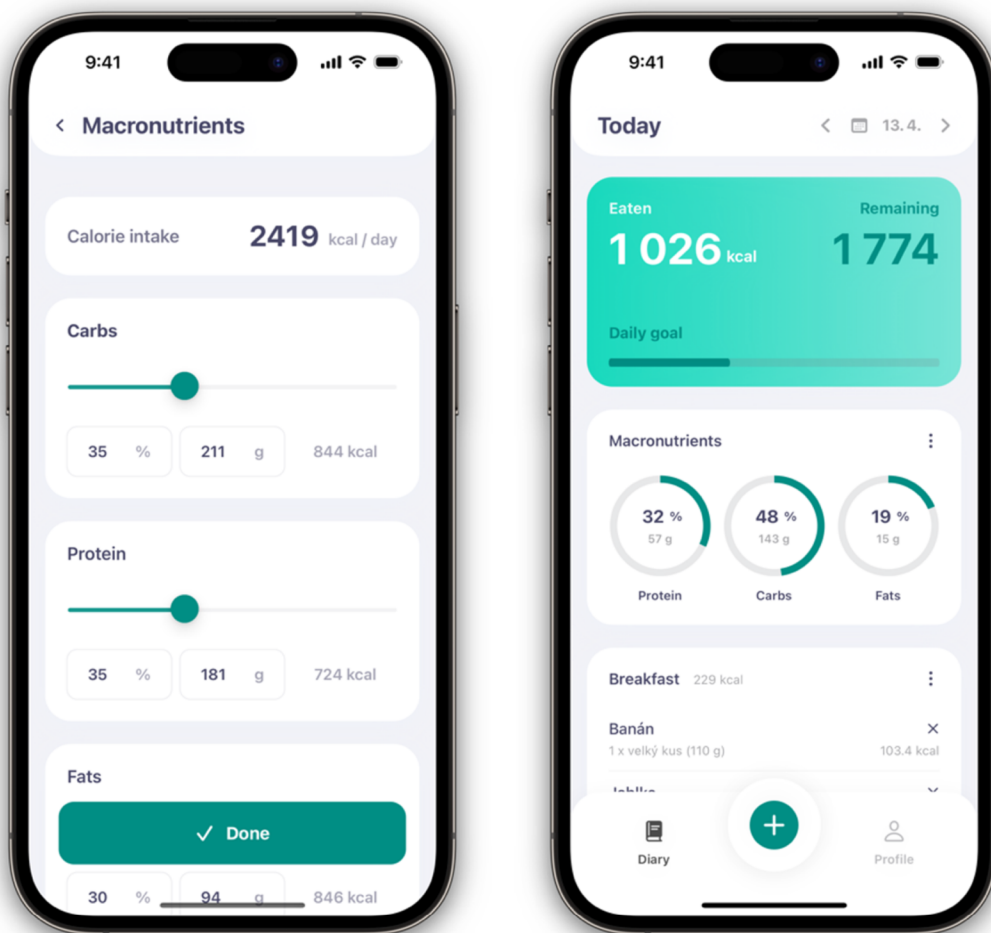 9:41
Macronutrients
Calorie intake 2419 kcal / day
Carbs
35 % 211 g 844 kcal
Protein
35 % 181 g 724 kcal
Fats
Done
30 % 94 g 846 kcal
9:41
Today 13. 4.
Eaten Remaining
1 026 kcal 1 774
Daily goal
Macronutrients
32 % 48 % 19 %
57 g 143 g 15 g
Protein Carbs Fats
Breakfast 229 kcal
Banán
1 x velký kus (110 g) 103.4 kcal
Diary Profile